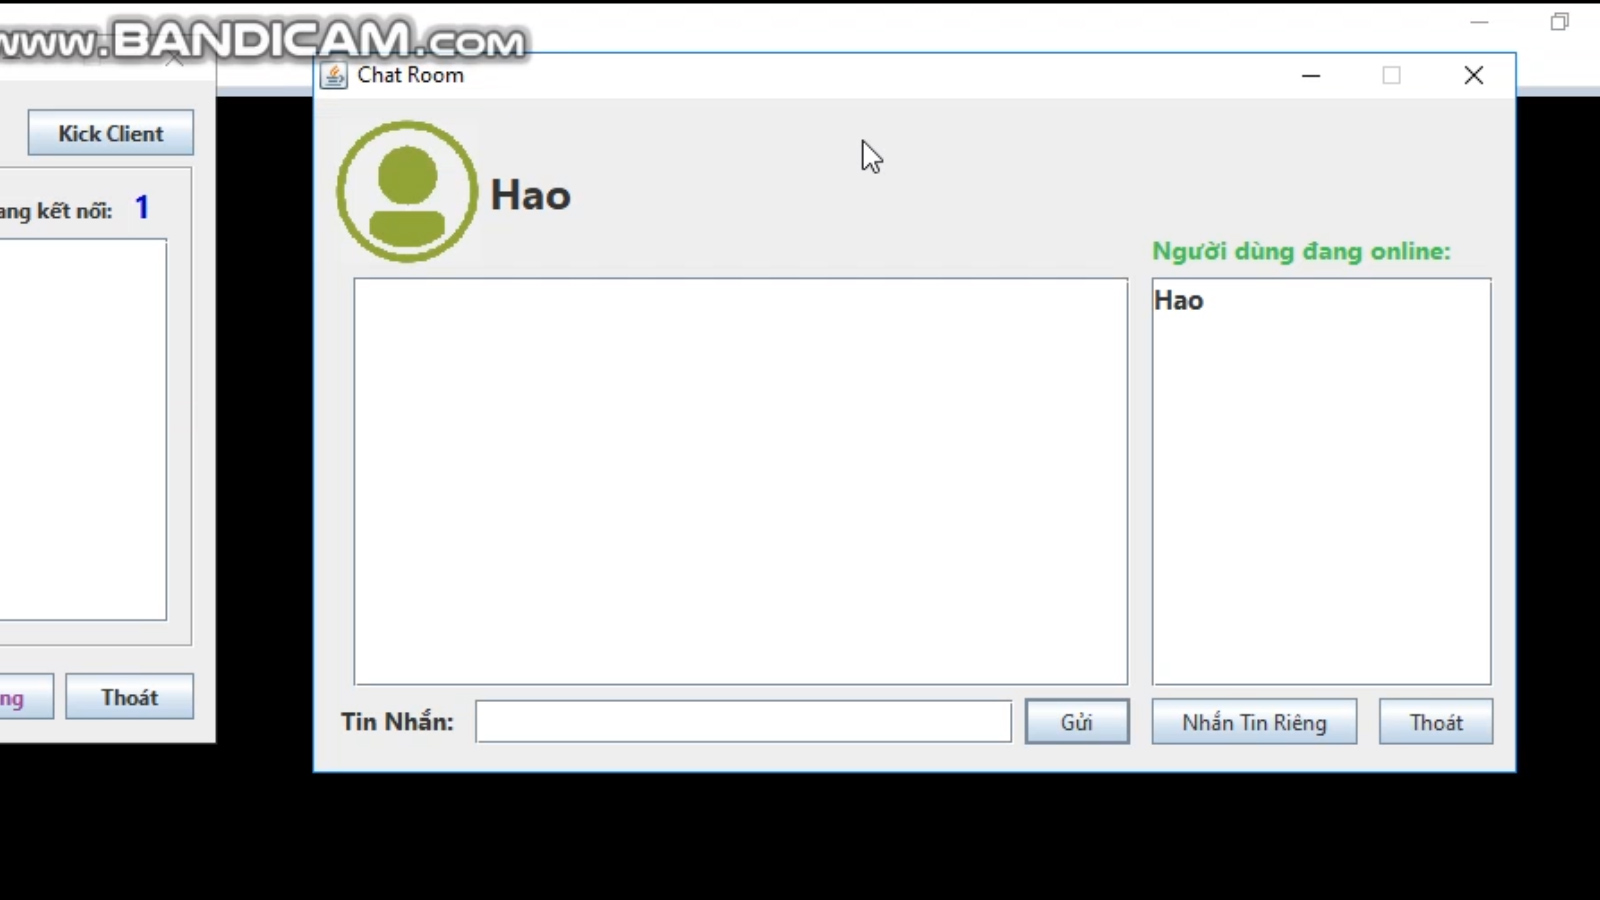 www.BANDICAM.com
Chat Room
Kick Client
ang kết nối: 1
Hao
Người dùng đang online:
Hao
ng
Thoát
Tin Nhắn:
Gửi
Nhắn Tin Riêng
Thoát